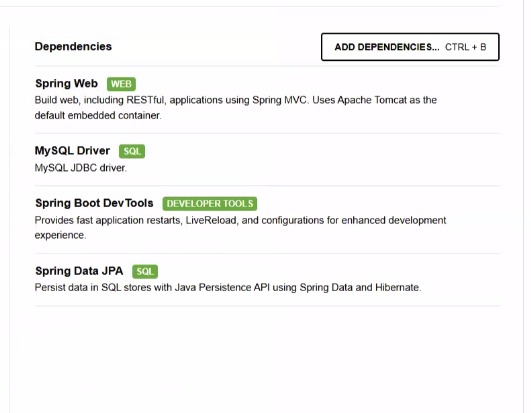 Dependencies
ADD DEPENDENCIES... CTRL + B
Spring Web WEB
Build web, including RESTful, applications using Spring MVC. Uses Apache Tomcat as the
default embedded container.
MySQL Driver SQL
MySQL JDBC driver.
Spring Boot DevTools DEVELOPER TOOLS
Provides fast application restarts, LiveReload, and configurations for enhanced development
experience.
Spring Data JPA SQL
Persist data in SQL stores with Java Persistence API using Spring Data and Hibernate.